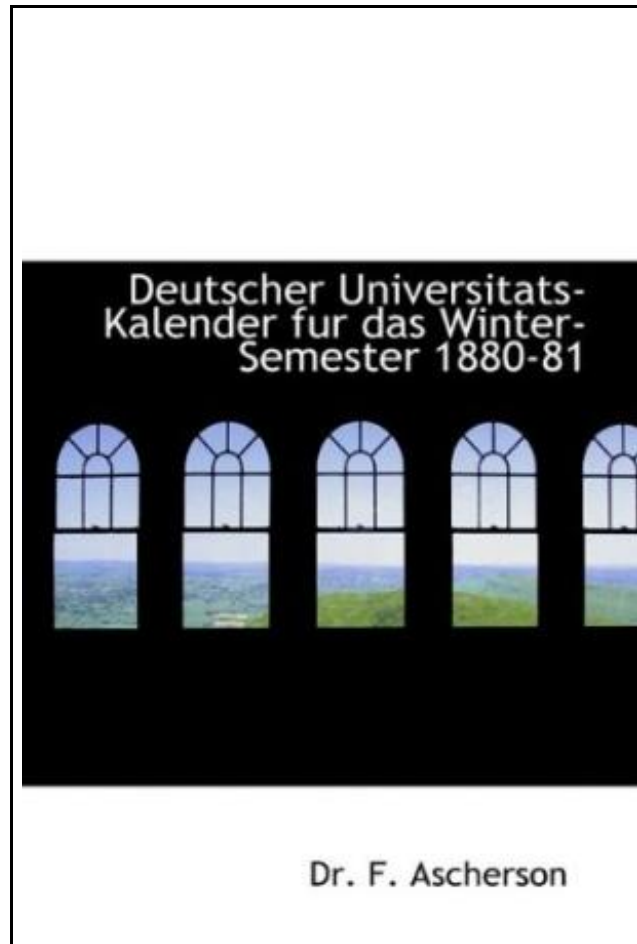 Deutscher Universitats-
Kalender fur das Winter-
Semester 1880-81
Dr. F. Ascherson